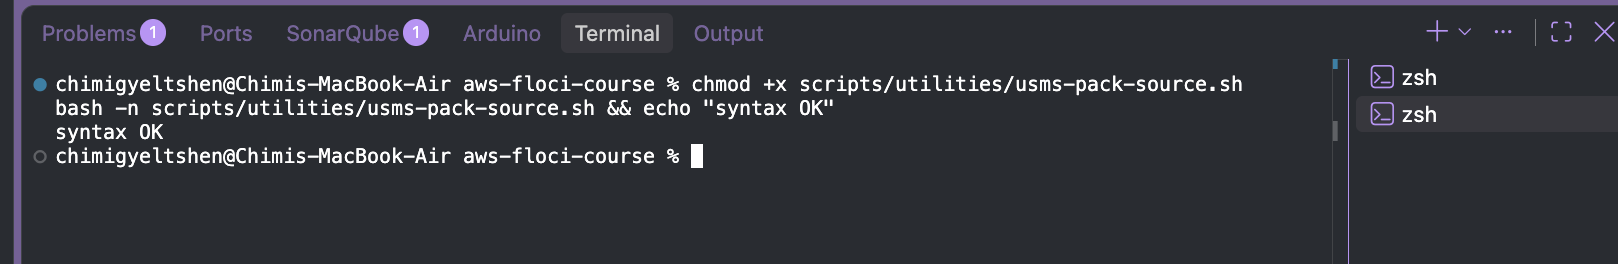 Problems 1 Ports SonarQube 1 Arduino Terminal Output
chimigyeltshen@Chimis-MacBook-Air aws-floci-course % chmod +x scripts/utilities/usms-pack-source.sh
bash -n scripts/utilities/usms-pack-source.sh && echo "syntax OK"
syntax OK
chimigyeltshen@Chimis-MacBook-Air aws-floci-course %
zsh
zsh